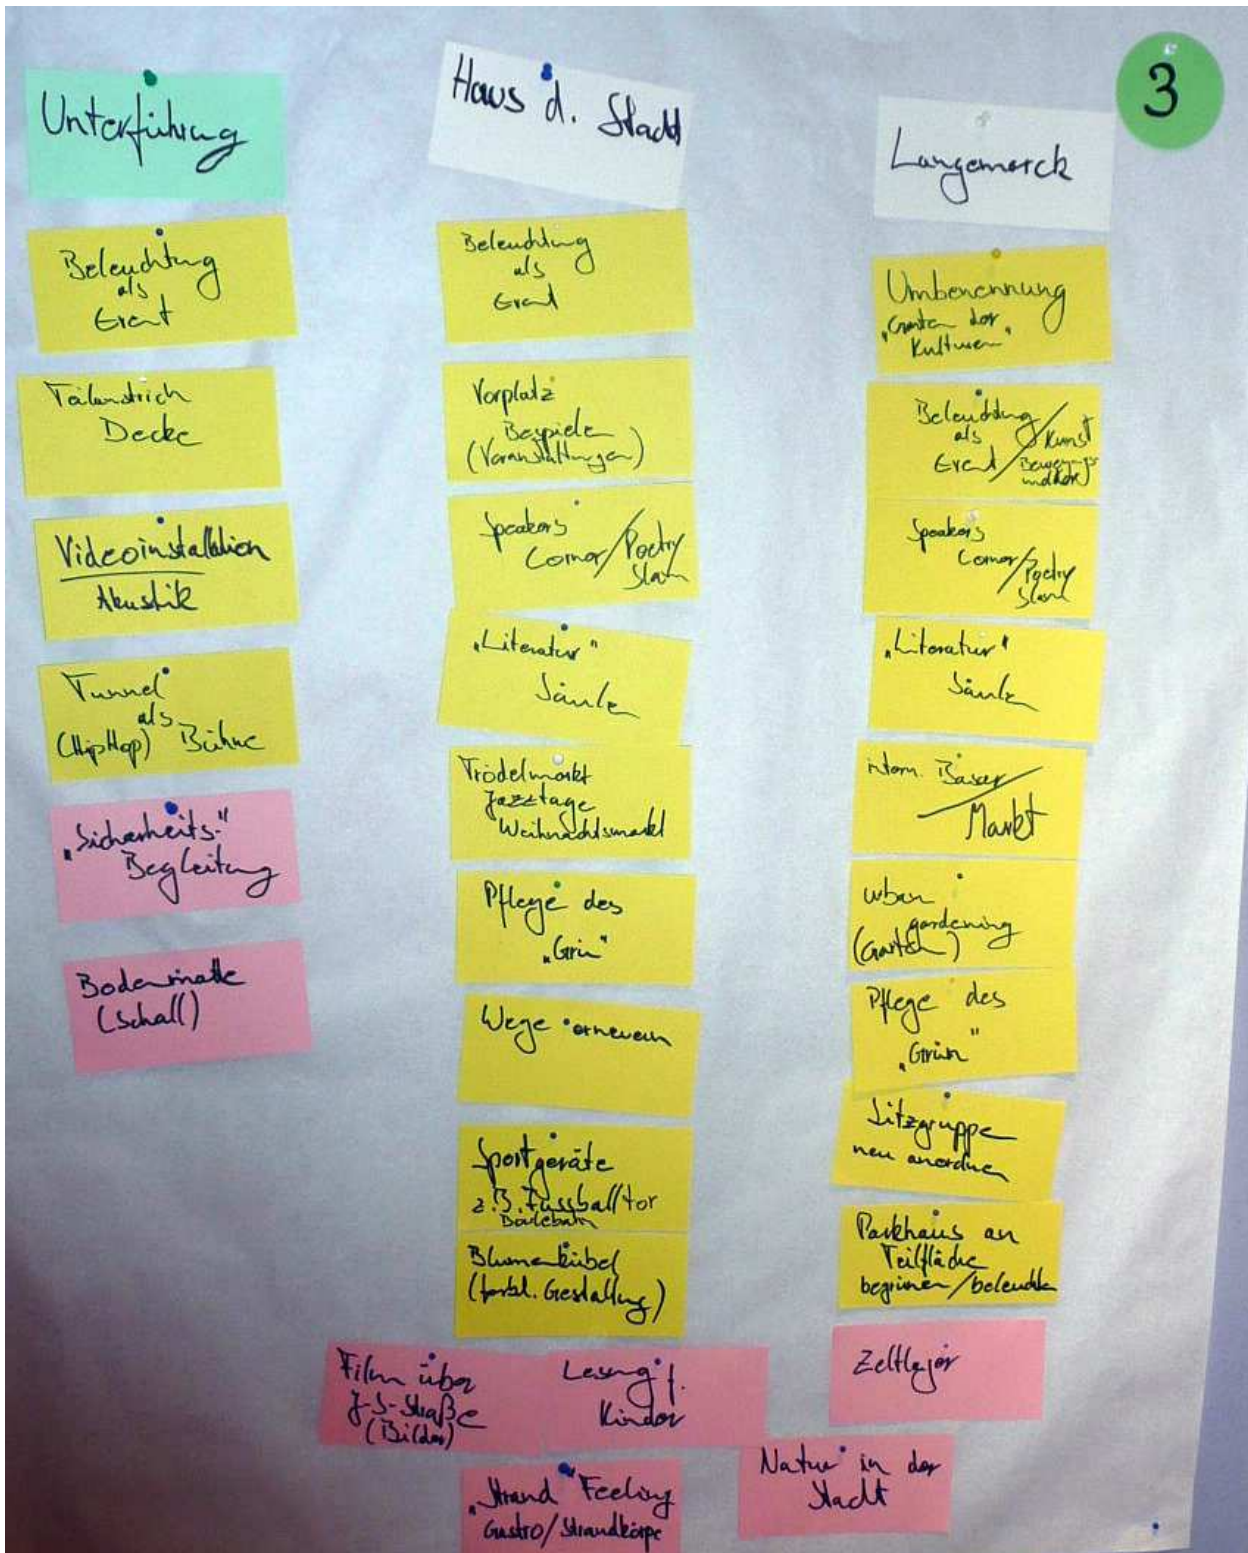 3
Unterführung
Beleuchtung
als
Event
Teilanstrich
Decke
Videoinstallation
Akustik
Tunnel
als
(HipHop) Bühne
"Sicherheits-"
Begleitung
Bodenmatte
(Schall)
Haus d. Stadt
Beleuchtung
als
Event
Vorplatz
Bespielen
(Veranstaltungen)
Speakers
Corner/Poetry
Slam
"Literatur"
Säule
Trödelmarkt
Jazztage
Weihnachtsmarkt
Pflege des
"Grün"
Wege erneuern
Sportgeräte
z.B. Fussballtor
Boulebahn
Blumenkübel
(farbl. Gestaltung)
Film über
J-S-Straße
(Bilder)
Lesung f.
Kinder
"Strand Feeling
Gastro/Strandkörpe
Langemarck
Umbenennung
"Garten der
Kulturen"
Beleuchtung
als
Event/Kunst
Speakers
Corner/Poetry
Slam
"Literatur"
Säule
intern. Basar
Markt
urban
gardening
(Garten)
Pflege des
"Grün"
Sitzgruppe
neu anordnen
Parkhaus an
Teilfläche
begrünen/beleuchten
Zeltlager
Natur in der
Stadt